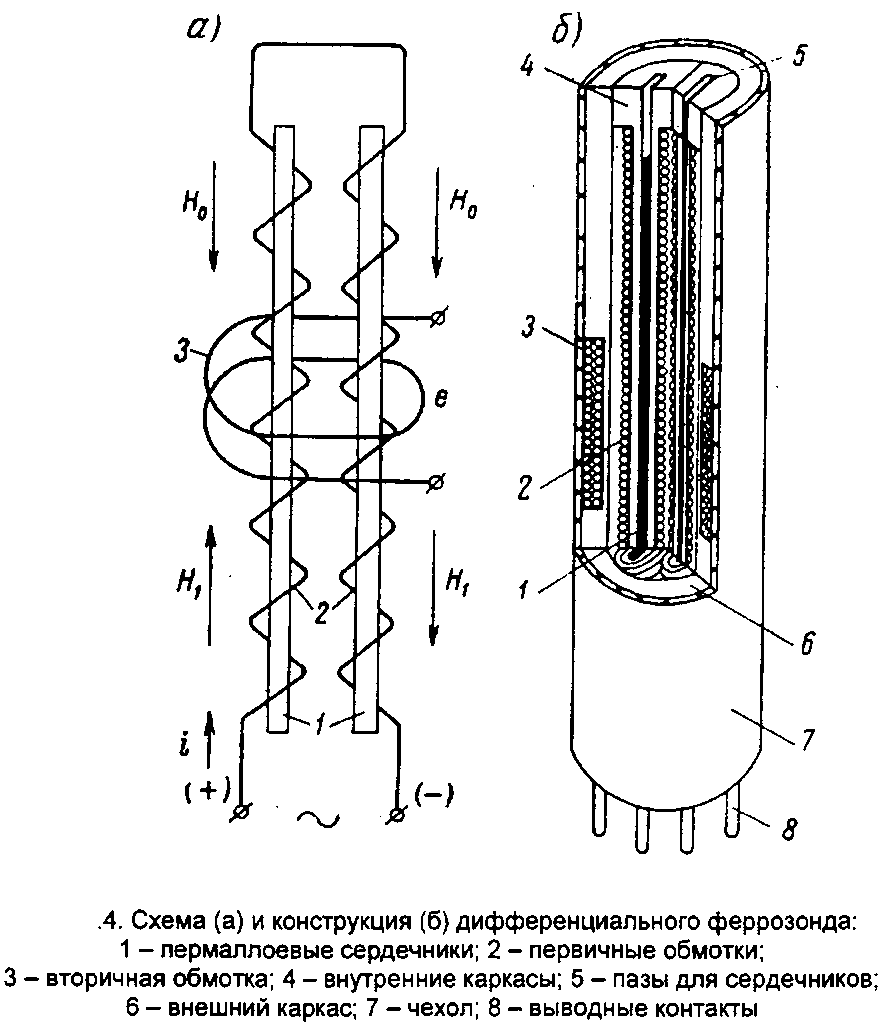 а)
б)
4
5
H₀
H₀
3
3
e
2
H₁
2
H₁
1
6
1
i
7
(+)
(–)
~
8
.4. Схема (а) и конструкция (б) дифференциального феррозонда:
1 – пермаллоевые сердечники; 2 – первичные обмотки;
3 – вторичная обмотка; 4 – внутренние каркасы; 5 – пазы для сердечников;
6 – внешний каркас; 7 – чехол; 8 – выводные контакты